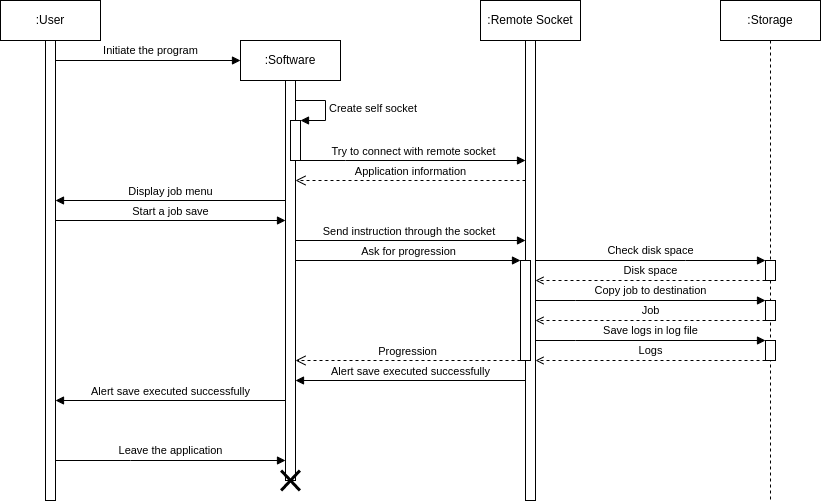 :User
:Remote Socket
:Storage
Initiate the program
:Software
Create self socket
Try to connect with remote socket
Application information
Display job menu
Start a job save
Send instruction through the socket
Ask for progression
Check disk space
Disk space
Copy job to destination
Job
Save logs in log file
Progression
Logs
Alert save executed successfully
Alert save executed successfully
Leave the application